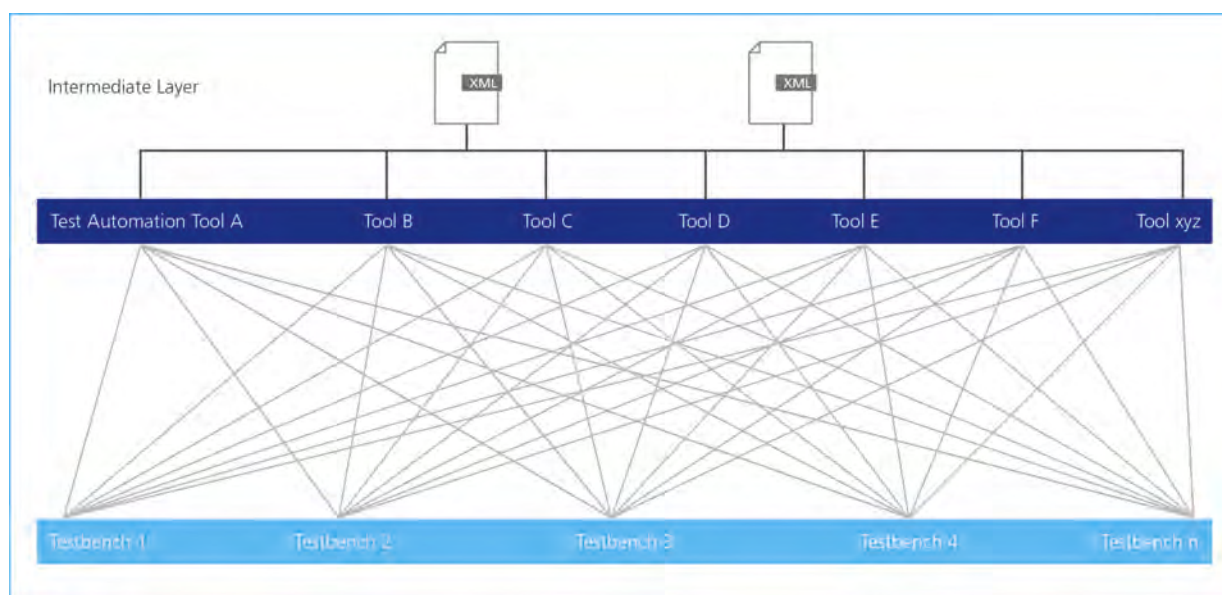 XML XML
Intermediate Layer
Test Automation Tool A Tool B Tool C Tool D Tool E Tool F Tool xyz
Testbench 1 Testbench 2 Testbench 3 Testbench 4 Testbench n